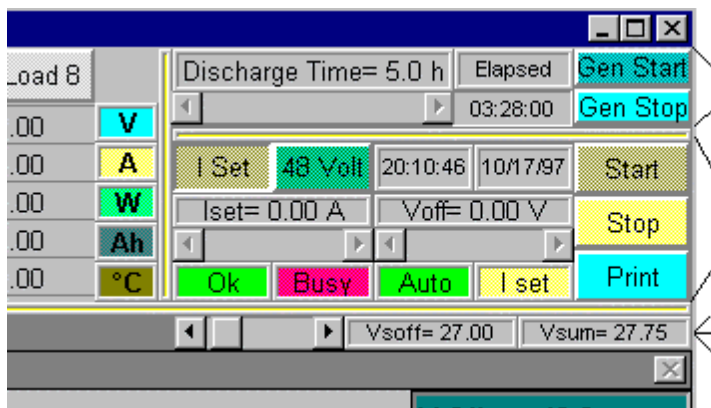 Load 8
Discharge Time= 5.0 h
Elapsed
Gen Start
03:28:00
Gen Stop
.00
V
.00
A
I Set
48 Volt
20:10:46
10/17/97
Start
.00
W
Iset= 0.00 A
Voff= 0.00 V
Stop
.00
Ah
.00
°C
Ok
Busy
Auto
I set
Print
Vsoff= 27.00
Vsum= 27.75